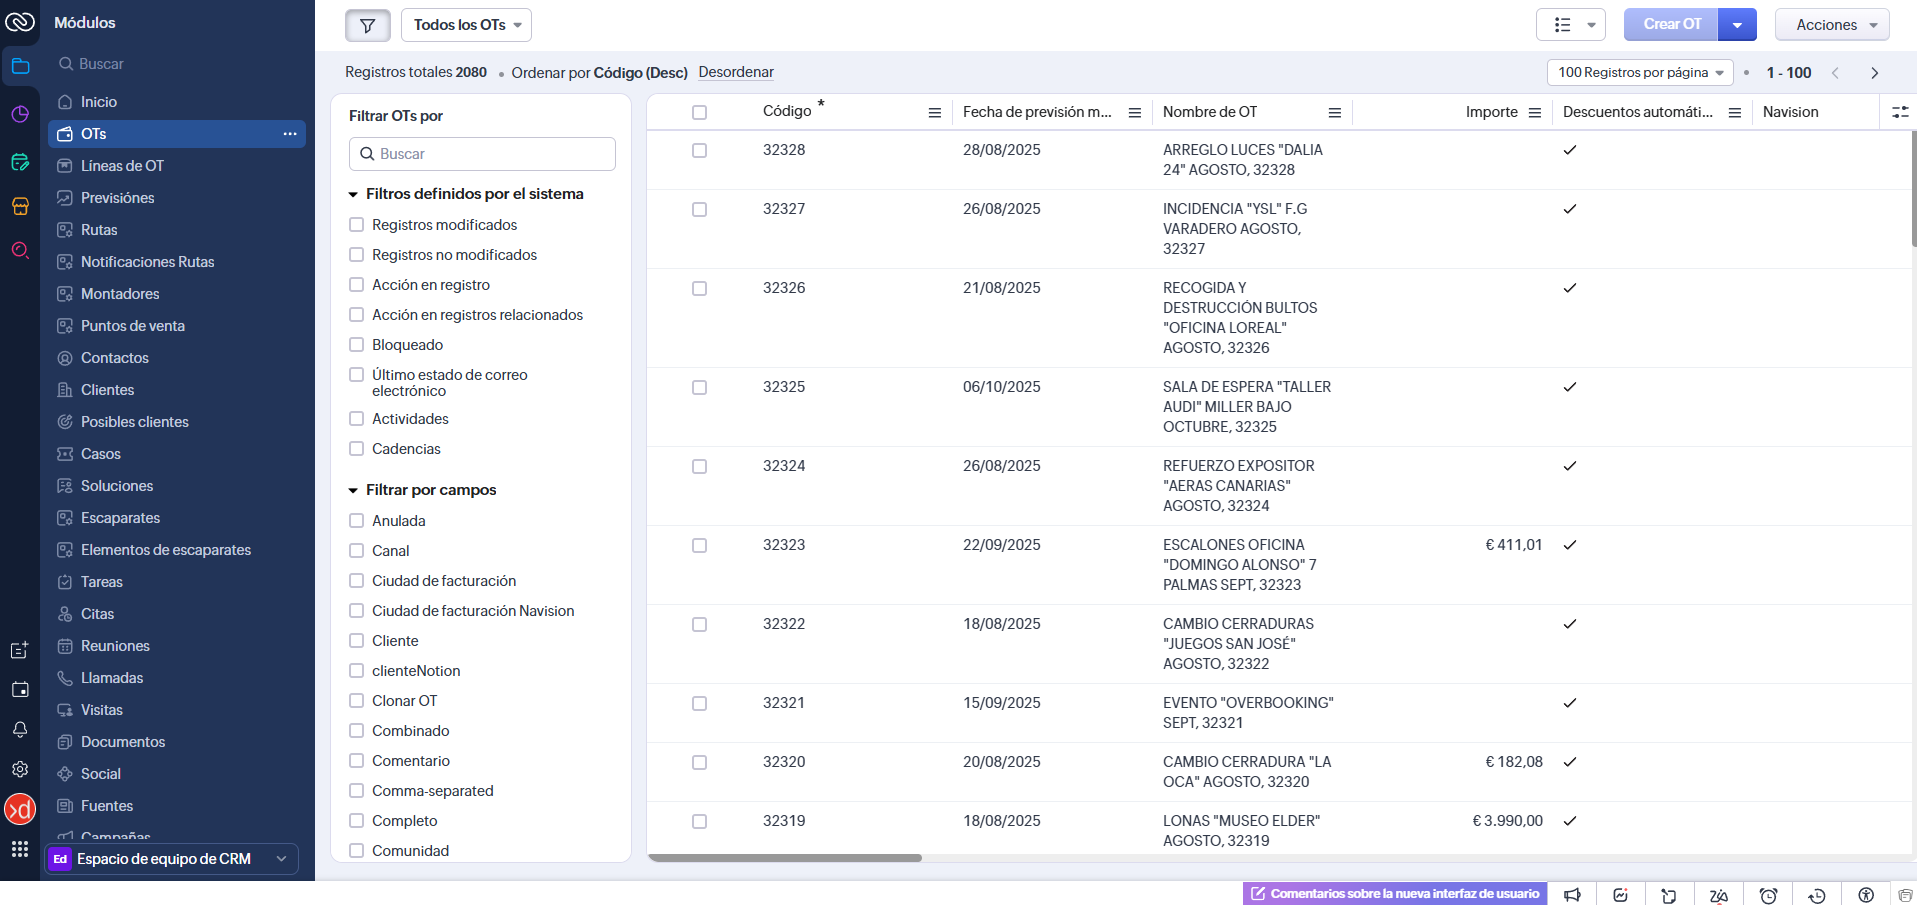 Módulos
Buscar
Inicio
OTs
Líneas de OT
Previsiónes
Rutas
Notificaciones Rutas
Montadores
Puntos de venta
Contactos
Clientes
Posibles clientes
Casos
Soluciones
Escaparates
Elementos de escaparates
Tareas
Citas
Reuniones
Llamadas
Visitas
Documentos
Social
Fuentes
Campañas
Ed Espacio de equipo de CRM
Todos los OTs
Crear OT
Acciones
Registros totales 2080 • Ordenar por Código (Desc) Desordenar
100 Registros por página • 1 - 100
Filtrar OTs por
Buscar
Filtros definidos por el sistema
Registros modificados
Registros no modificados
Acción en registro
Acción en registros relacionados
Bloqueado
Último estado de correo
electrónico
Actividades
Cadencias
Filtrar por campos
Anulada
Canal
Ciudad de facturación
Ciudad de facturación Navision
Cliente
clienteNotion
Clonar OT
Combinado
Comentario
Comma-separated
Completo
Comunidad
Código * Fecha de previsión m... Nombre de OT Importe Descuentos automáti... Navision
32328 28/08/2025 ARREGLO LUCES "DALIA
24" AGOSTO, 32328
32327 26/08/2025 INCIDENCIA "YSL" F.G
VARADERO AGOSTO,
32327
32326 21/08/2025 RECOGIDA Y
DESTRUCCIÓN BULTOS
"OFICINA LOREAL"
AGOSTO, 32326
32325 06/10/2025 SALA DE ESPERA "TALLER
AUDI" MILLER BAJO
OCTUBRE, 32325
32324 26/08/2025 REFUERZO EXPOSITOR
"AERAS CANARIAS"
AGOSTO, 32324
32323 22/09/2025 ESCALONES OFICINA € 411,01
"DOMINGO ALONSO" 7
PALMAS SEPT, 32323
32322 18/08/2025 CAMBIO CERRADURAS
"JUEGOS SAN JOSÉ"
AGOSTO, 32322
32321 15/09/2025 EVENTO "OVERBOOKING"
SEPT, 32321
32320 20/08/2025 CAMBIO CERRADURA "LA € 182,08
OCA" AGOSTO, 32320
32319 18/08/2025 LONAS "MUSEO ELDER" € 3.990,00
AGOSTO, 32319
Comentarios sobre la nueva interfaz de usuario